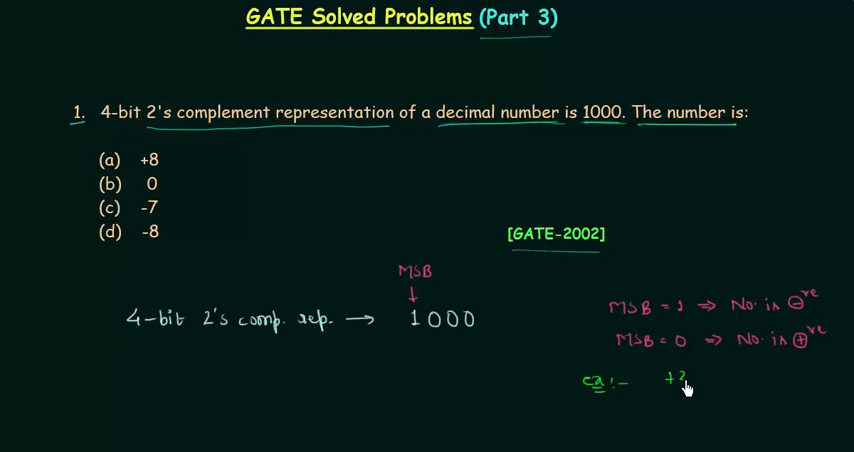 GATE Solved Problems (Part 3)
1. 4-bit 2's complement representation of a decimal number is 1000. The number is:
(a) +8
(b) 0
(c) -7
(d) -8
[GATE-2002]
MSB
4-bit 2's comp. rep. → 1000
MSB = 1 ⇒ No. is ⊖ve
MSB = 0 ⇒ No. is ⊕ve